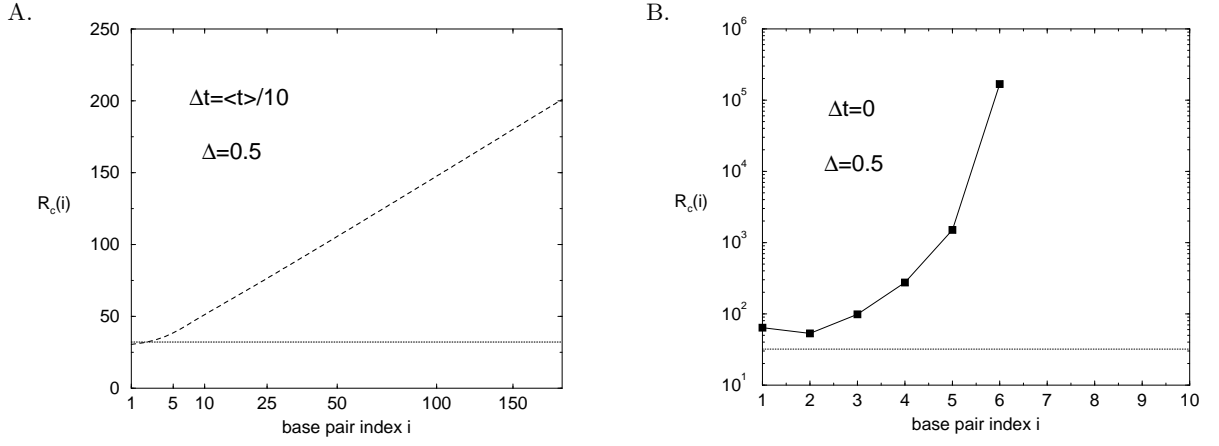 A.
250
200
150
100
50
0
R_c(i)
Δt=<t>/10
Δ=0.5
1 5 10 25 50 100 150
base pair index i
B.
10^6
10^5
10^4
10^3
10^2
10^1
R_c(i)
Δt=0
Δ=0.5
1 2 3 4 5 6 7 8 9 10
base pair index i